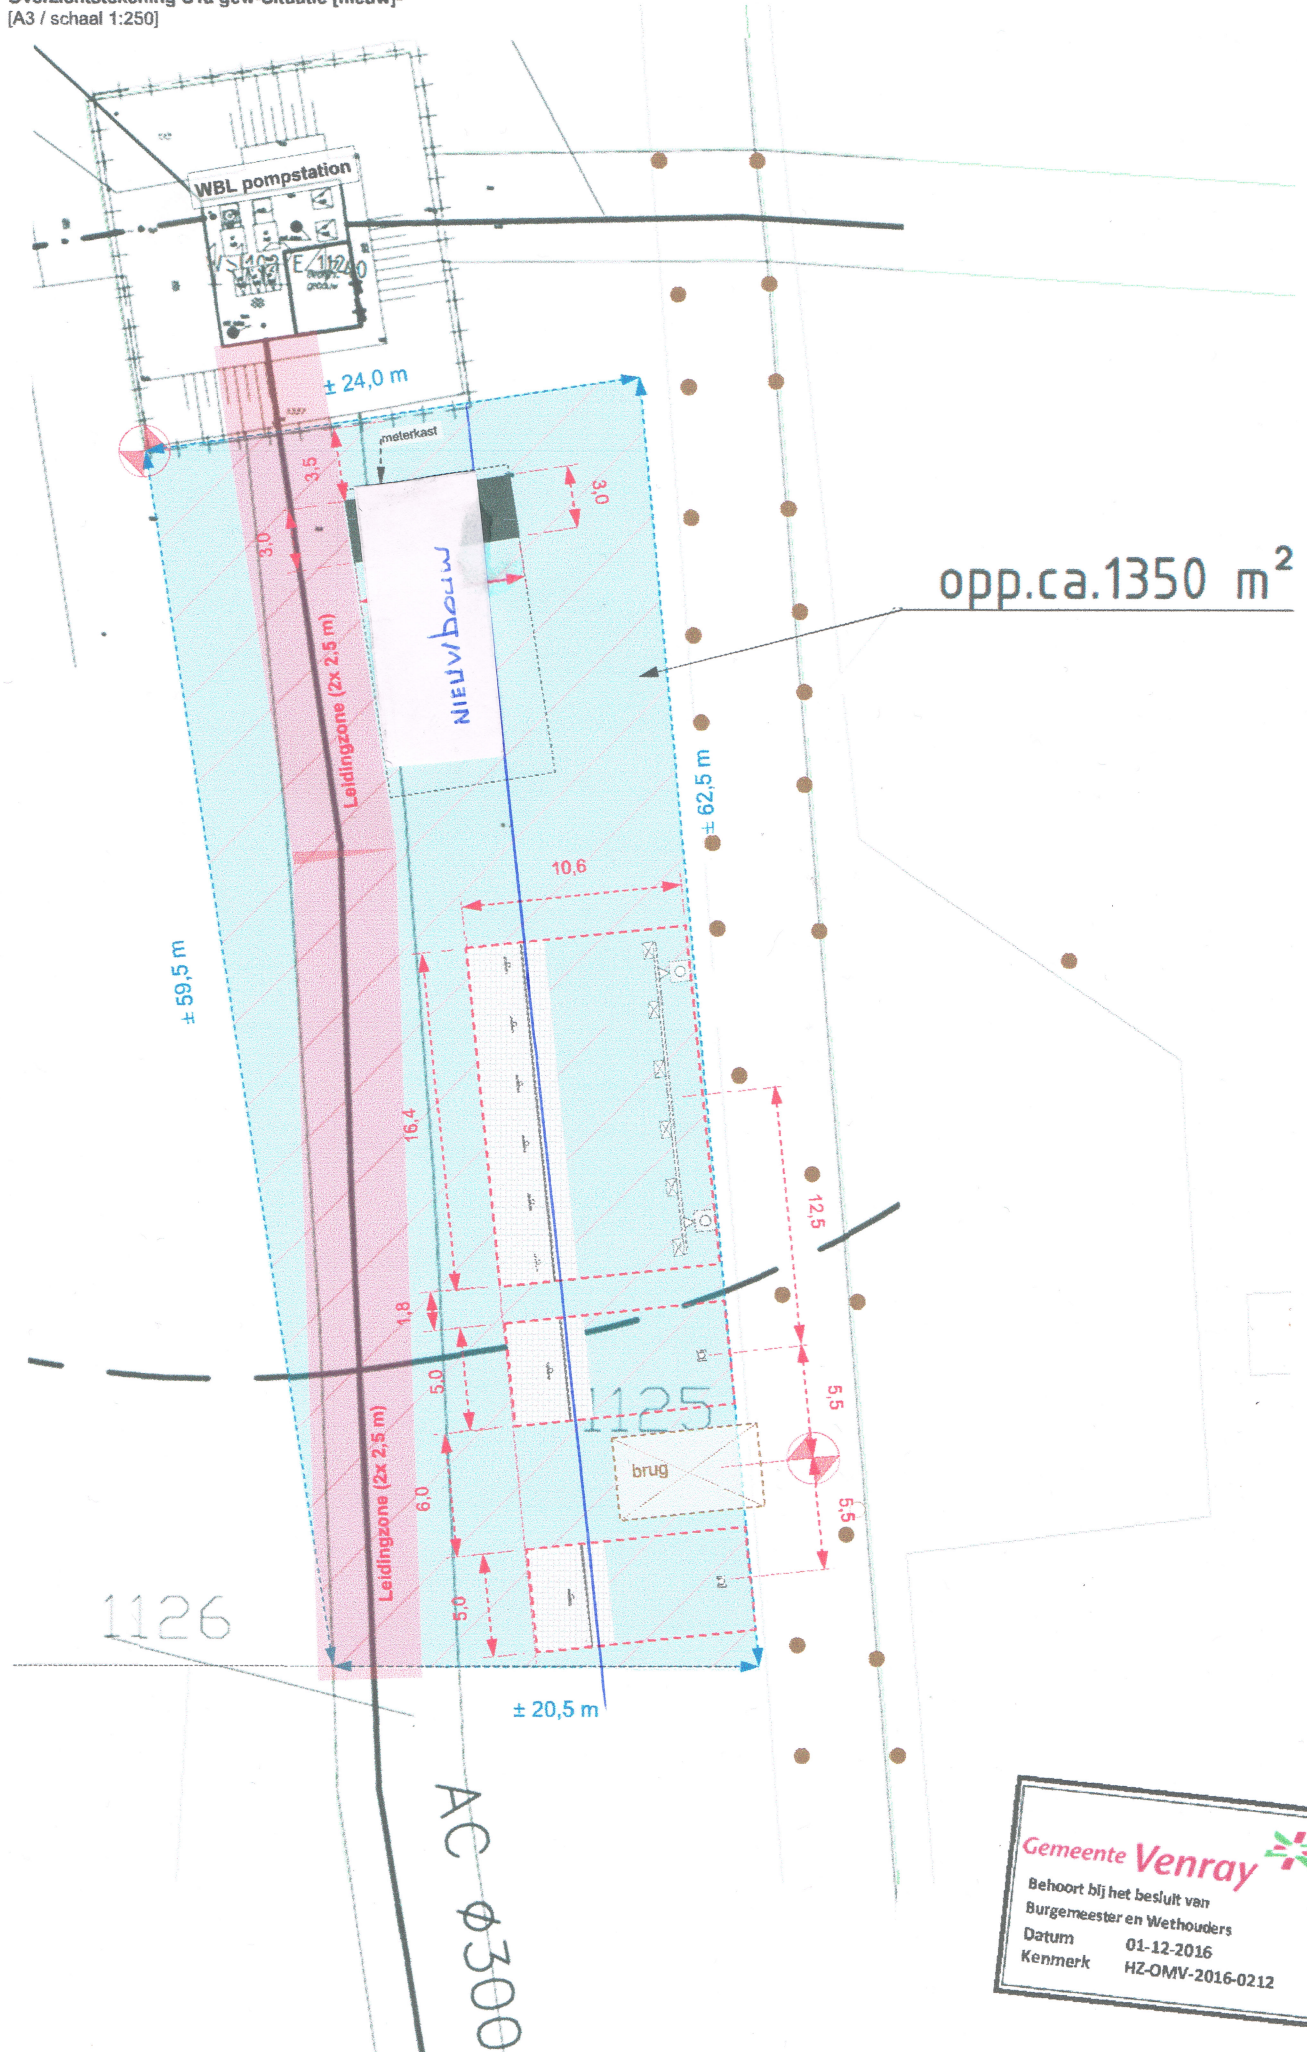 [A3 / schaal 1:250]
WBL pompstation
± 24,0 m
meterkast
3,5
3,0
3,0
NIEUWbouw
opp.ca.1350 m²
Leidingzone (2x 2,5 m)
± 62,5 m
10,6
± 59,5 m
16,4
12,5
1,8
5,0
5,5
1125
brug
6,0
Leidingzone (2x 2,5 m)
5,5
5,0
1126
± 20,5 m
AC ø300
Gemeente Venray
Behoort bij het besluit van
Burgemeester en Wethouders
Datum 01-12-2016
Kenmerk HZ-OMV-2016-0212